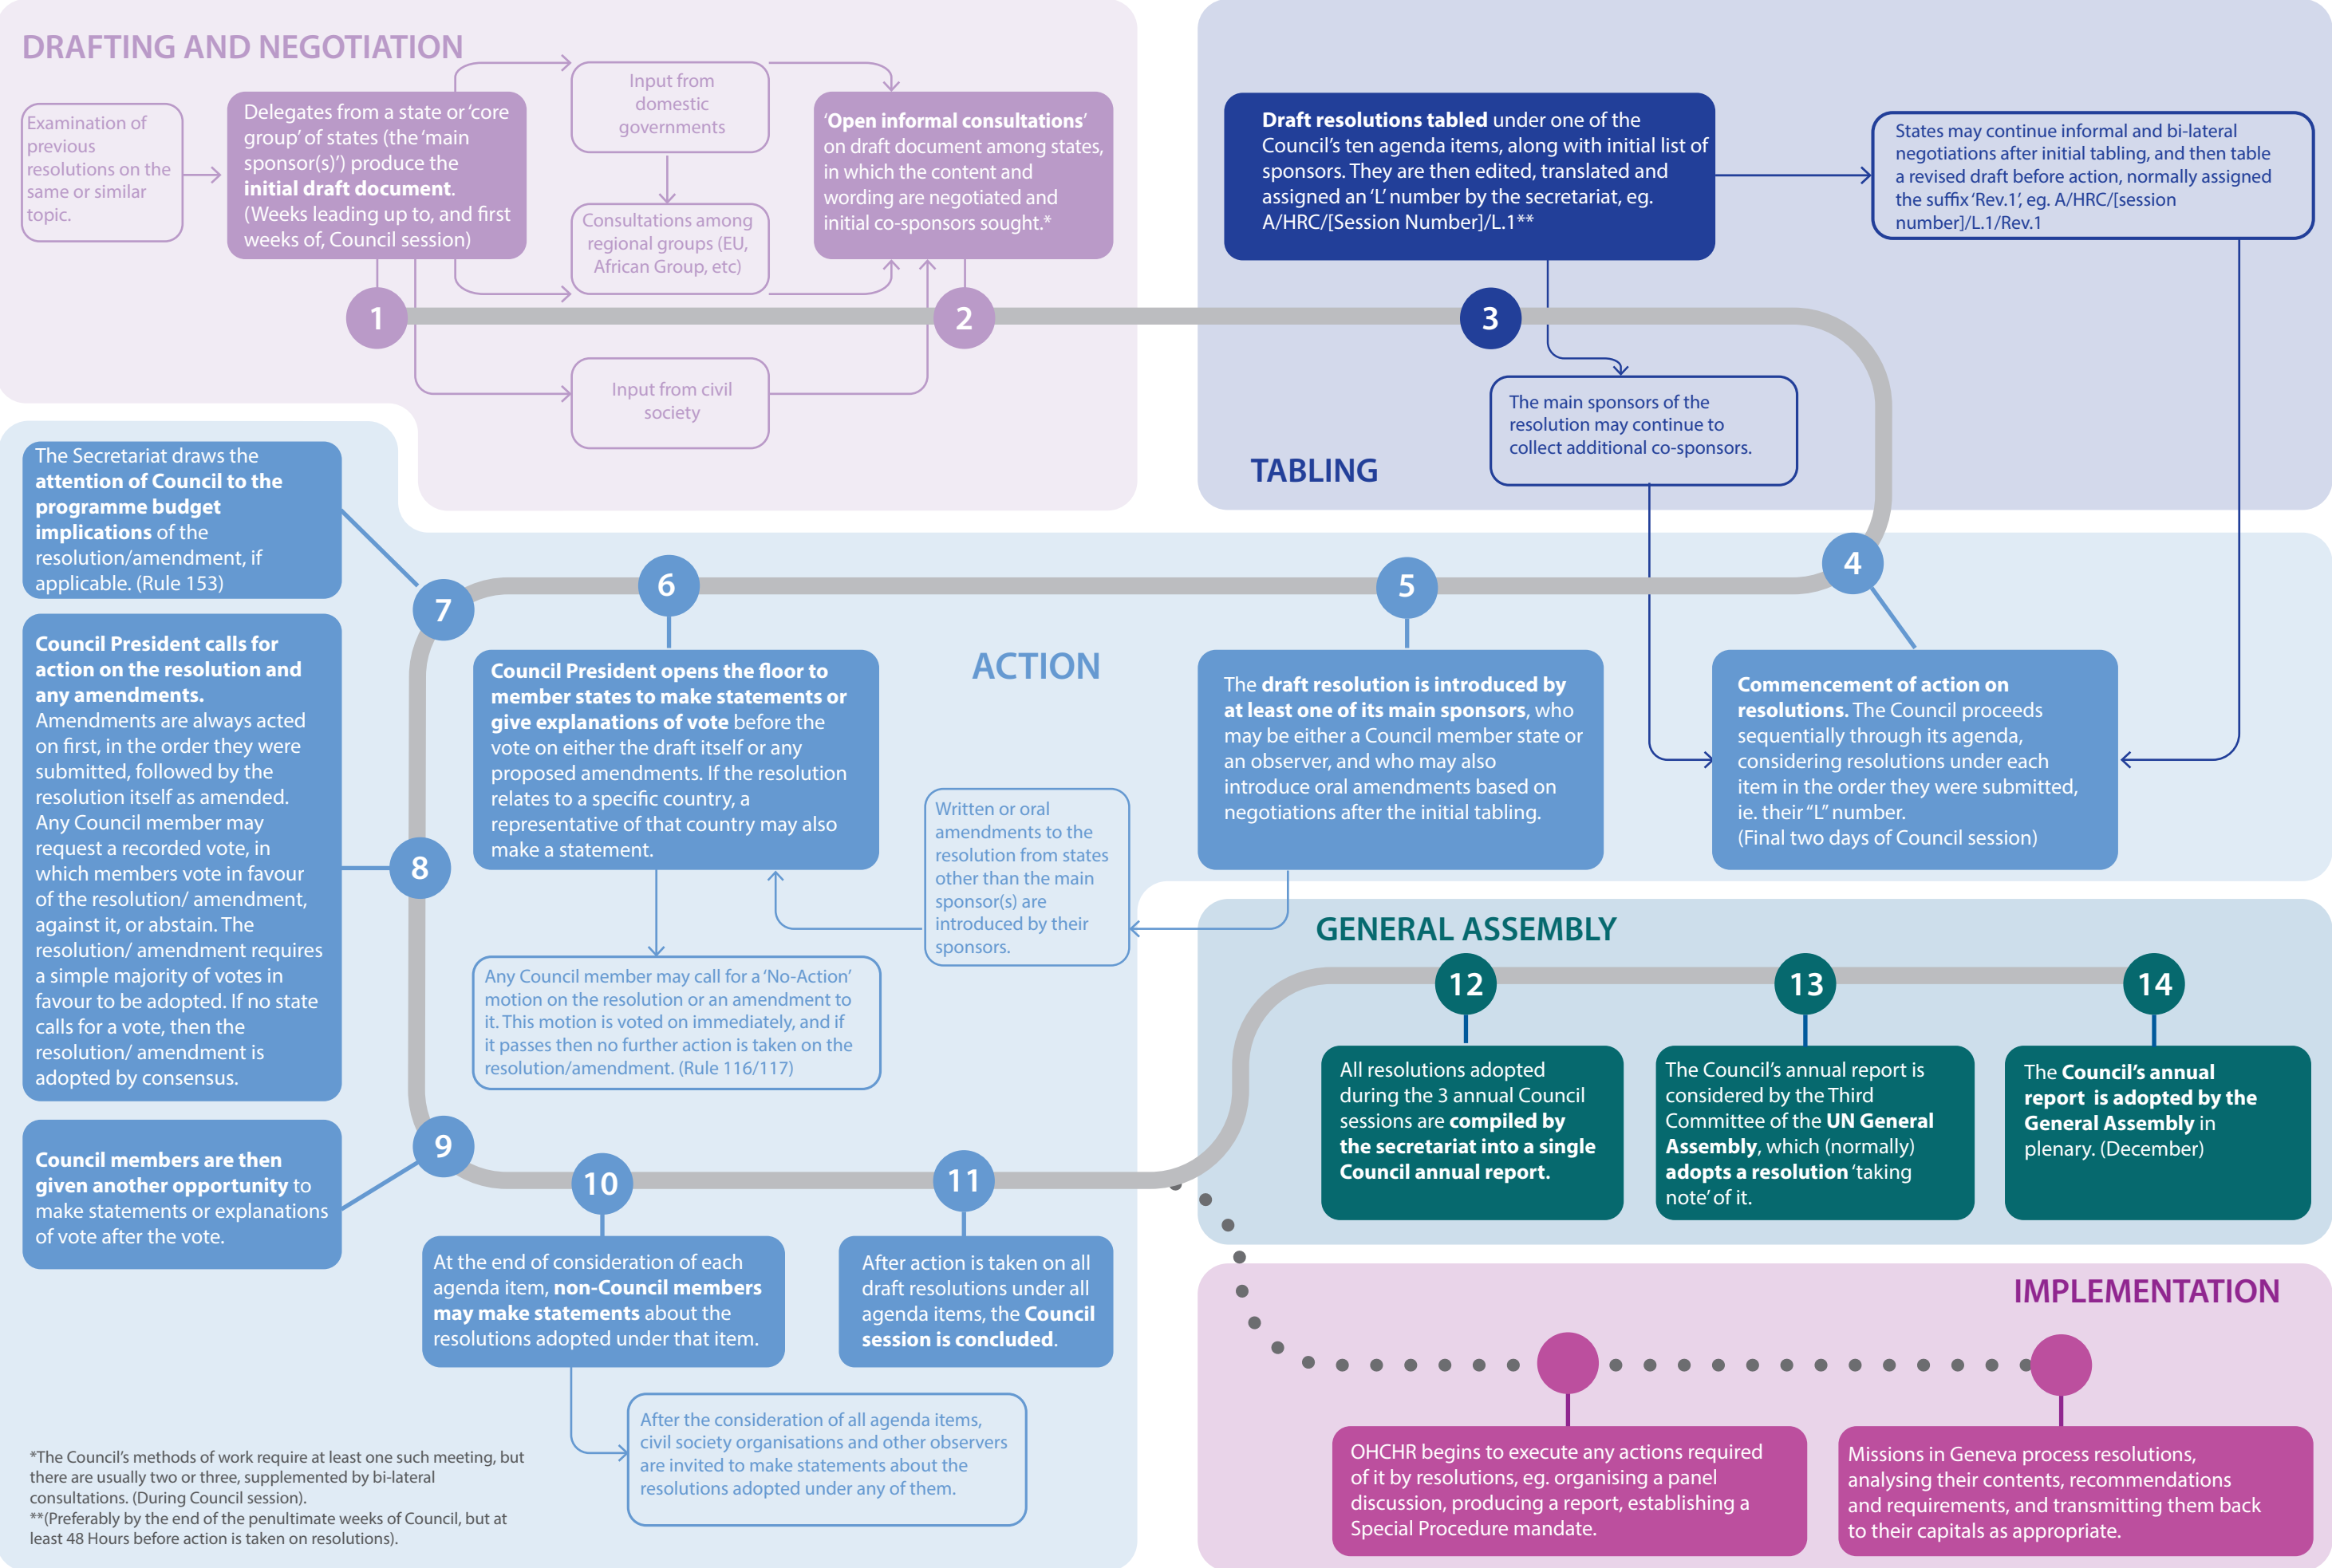 DRAFTING AND NEGOTIATION
Examination of
previous
resolutions on the
same or similar
topic.
Delegates from a state or ‘core
group’ of states (the ‘main
sponsor(s)’) produce the
initial draft document.
(Weeks leading up to, and first
weeks of, Council session)
Input from
domestic
governments
Consultations among
regional groups (EU,
African Group, etc)
‘Open informal consultations’
on draft document among states,
in which the content and
wording are negotiated and
initial co-sponsors sought.*
1
2
Input from civil
society
Draft resolutions tabled under one of the
Council’s ten agenda items, along with initial list of
sponsors. They are then edited, translated and
assigned an ‘L’ number by the secretariat, eg.
A/HRC/[Session Number]/L.1**
States may continue informal and bi-lateral
negotiations after initial tabling, and then table
a revised draft before action, normally assigned
the suffix ‘Rev.1’, eg. A/HRC/[session
number]/L.1/Rev.1
3
The main sponsors of the
resolution may continue to
collect additional co-sponsors.
TABLING
4
5
6
7
ACTION
Commencement of action on
resolutions. The Council proceeds
sequentially through its agenda,
considering resolutions under each
item in the order they were submitted,
ie. their “L” number.
(Final two days of Council session)
The draft resolution is introduced by
at least one of its main sponsors, who
may be either a Council member state or
an observer, and who may also
introduce oral amendments based on
negotiations after the initial tabling.
Written or oral
amendments to the
resolution from states
other than the main
sponsor(s) are
introduced by their
sponsors.
Council President opens the floor to
member states to make statements or
give explanations of vote before the
vote on either the draft itself or any
proposed amendments. If the resolution
relates to a specific country, a
representative of that country may also
make a statement.
Any Council member may call for a ‘No-Action’
motion on the resolution or an amendment to
it. This motion is voted on immediately, and if
it passes then no further action is taken on the
resolution/amendment. (Rule 116/117)
The Secretariat draws the
attention of Council to the
programme budget
implications of the
resolution/amendment, if
applicable. (Rule 153)
Council President calls for
action on the resolution and
any amendments.
Amendments are always acted
on first, in the order they were
submitted, followed by the
resolution itself as amended.
Any Council member may
request a recorded vote, in
which members vote in favour
of the resolution/ amendment,
against it, or abstain. The
resolution/ amendment requires
a simple majority of votes in
favour to be adopted. If no state
calls for a vote, then the
resolution/ amendment is
adopted by consensus.
8
Council members are then
given another opportunity to
make statements or explanations
of vote after the vote.
9
10
11
At the end of consideration of each
agenda item, non-Council members
may make statements about the
resolutions adopted under that item.
After action is taken on all
draft resolutions under all
agenda items, the Council
session is concluded.
After the consideration of all agenda items,
civil society organisations and other observers
are invited to make statements about the
resolutions adopted under any of them.
*The Council’s methods of work require at least one such meeting, but
there are usually two or three, supplemented by bi-lateral
consultations. (During Council session).
**(Preferably by the end of the penultimate weeks of Council, but at
least 48 Hours before action is taken on resolutions).
GENERAL ASSEMBLY
12
13
14
All resolutions adopted
during the 3 annual Council
sessions are compiled by
the secretariat into a single
Council annual report.
The Council’s annual report is
considered by the Third
Committee of the UN General
Assembly, which (normally)
adopts a resolution ‘taking
note’ of it.
The Council’s annual
report is adopted by the
General Assembly in
plenary. (December)
IMPLEMENTATION
OHCHR begins to execute any actions required
of it by resolutions, eg. organising a panel
discussion, producing a report, establishing a
Special Procedure mandate.
Missions in Geneva process resolutions,
analysing their contents, recommendations
and requirements, and transmitting them back
to their capitals as appropriate.